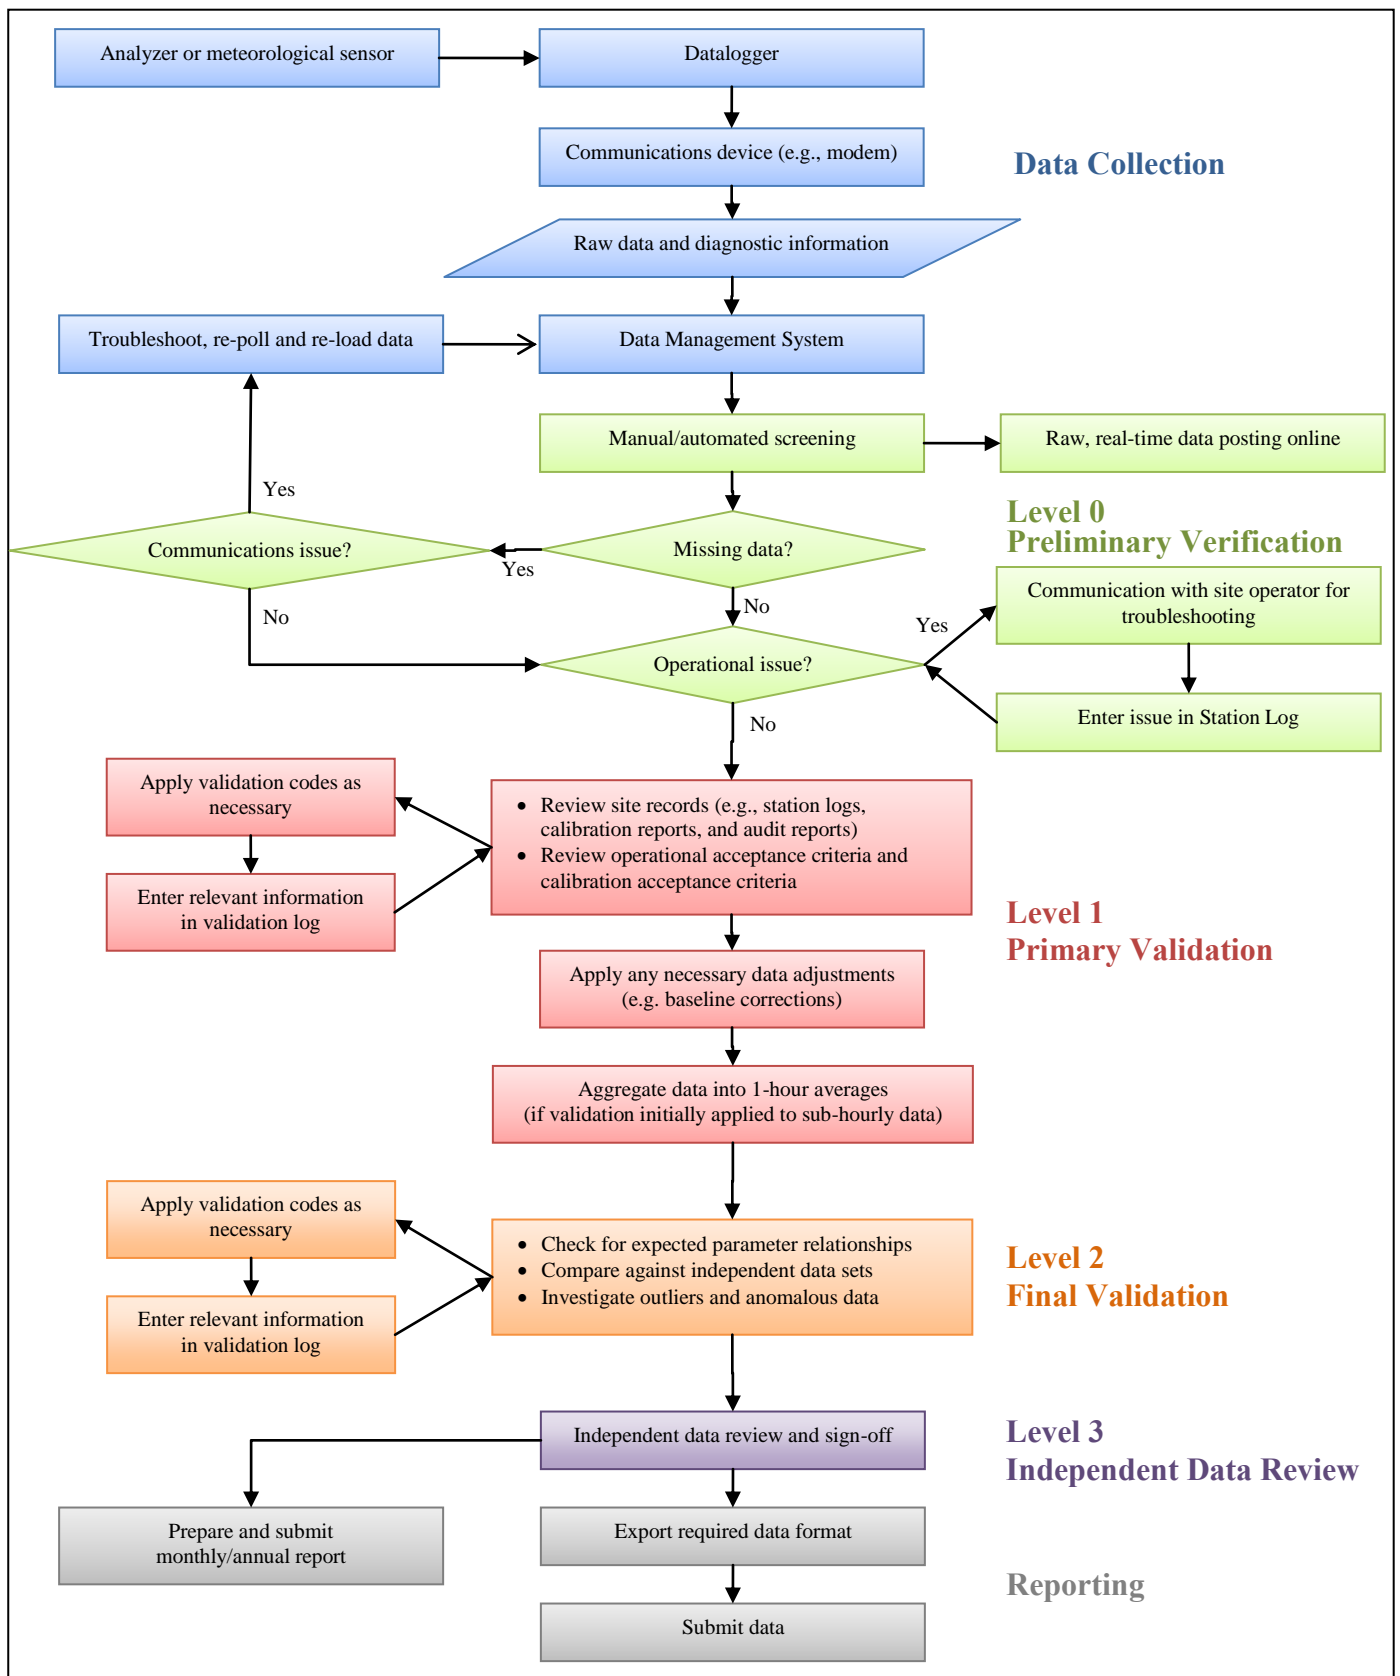 Analyzer or meteorological sensor
Datalogger
Communications device (e.g., modem)
Data Collection
Raw data and diagnostic information
Troubleshoot, re-poll and re-load data
Data Management System
Manual/automated screening
Raw, real-time data posting online
Yes
Level 0
Preliminary Verification
Communications issue?
Yes
Missing data?
No
No
Communication with site operator for
troubleshooting
Yes
Operational issue?
Enter issue in Station Log
No
Apply validation codes as
necessary
Enter relevant information
in validation log
• Review site records (e.g., station logs,
calibration reports, and audit reports)
• Review operational acceptance criteria and
calibration acceptance criteria
Level 1
Primary Validation
Apply any necessary data adjustments
(e.g. baseline corrections)
Aggregate data into 1-hour averages
(if validation initially applied to sub-hourly data)
Apply validation codes as
necessary
Enter relevant information
in validation log
• Check for expected parameter relationships
• Compare against independent data sets
• Investigate outliers and anomalous data
Level 2
Final Validation
Independent data review and sign-off
Level 3
Independent Data Review
Prepare and submit
monthly/annual report
Export required data format
Reporting
Submit data